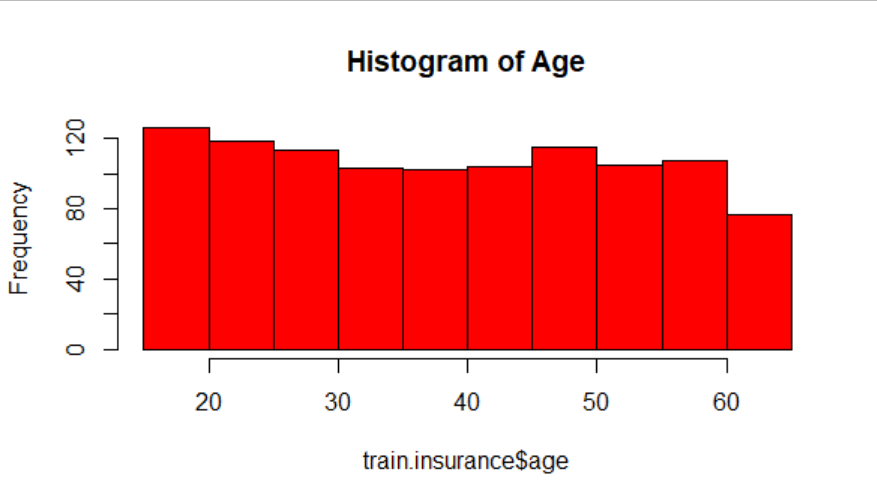 Histogram of Age
Frequency
120
80
40
0
20 30 40 50 60
train.insurance$age